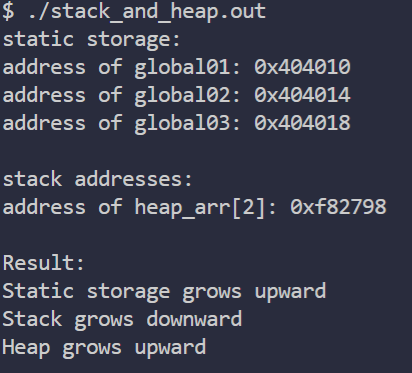 $ ./stack_and_heap.out
static storage:
address of global01: 0x404010
address of global02: 0x404014
address of global03: 0x404018
stack addresses:
address of heap_arr[2]: 0xf82798
Result:
Static storage grows upward
Stack grows downward
Heap grows upward